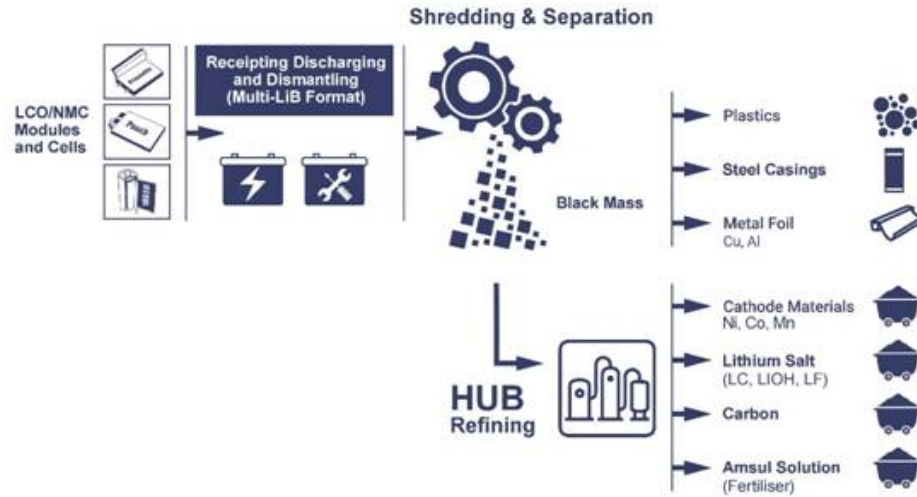 Shredding & Separation
Receipting Discharging
and Dismantling
(Multi-LiB Format)
LCO/NMC
Modules
and Cells
Pouch
Black Mass
Plastics
Steel Casings
Metal Foil
Cu, Al
HUB
Refining
Cathode Materials
Ni, Co, Mn
Lithium Salt
(LC, LIOH, LF)
Carbon
Amsul Solution
(Fertiliser)